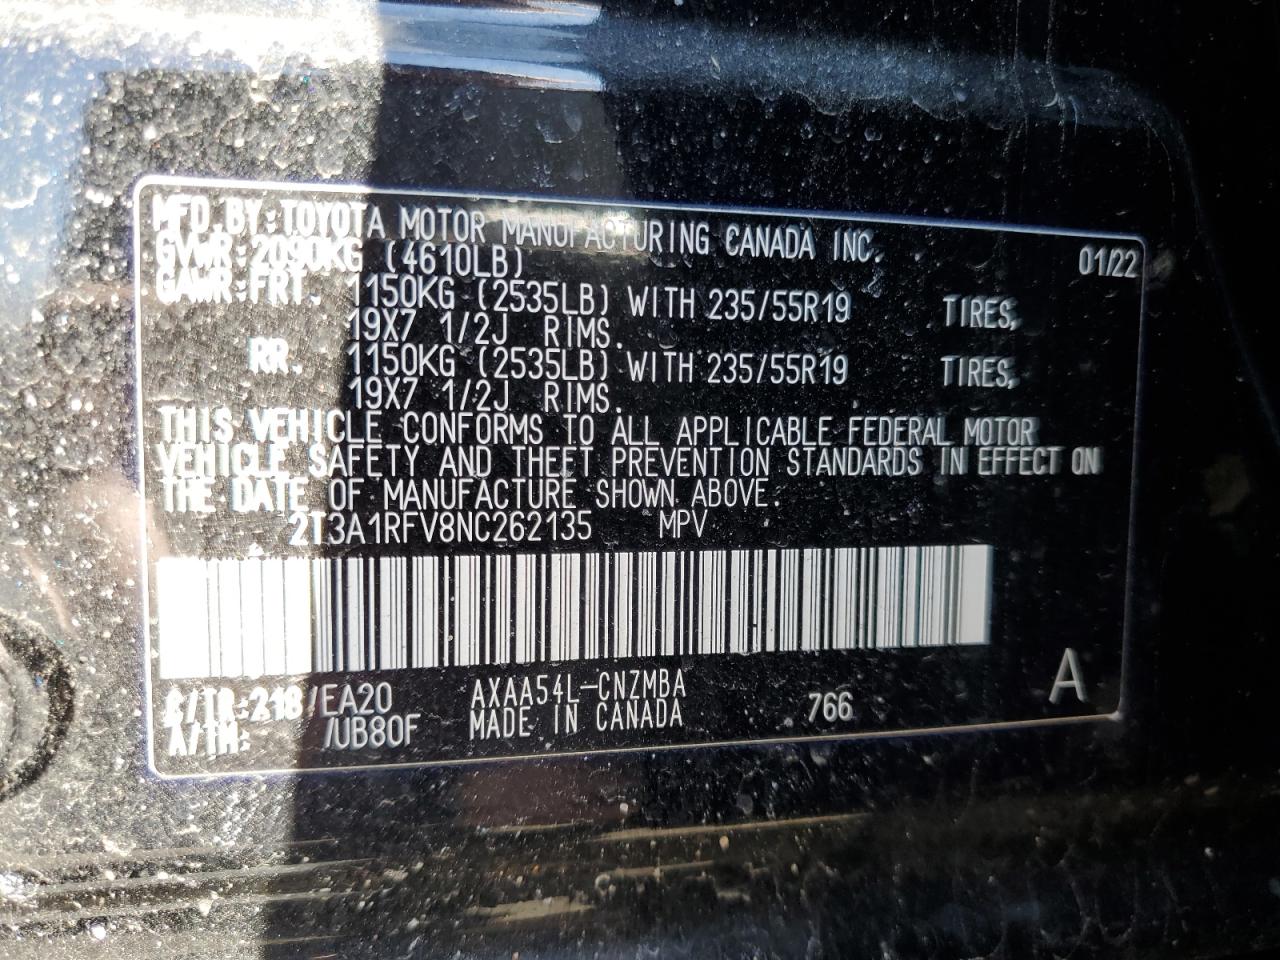 MFD.BY:TOYOTA MOTOR MANUFACTURING CANADA INC. 01/22
GVWR:2090KG (4610LB)
GAWR:FRT. 1150KG (2535LB) WITH 235/55R19 TIRES,
19X7 1/2J RIMS.
RR. 1150KG (2535LB) WITH 235/55R19 TIRES,
19X7 1/2J RIMS.
THIS VEHICLE CONFORMS TO ALL APPLICABLE FEDERAL MOTOR
VEHICLE SAFETY AND THEFT PREVENTION STANDARDS IN EFFECT ON
THE DATE OF MANUFACTURE SHOWN ABOVE.
2T3A1RFV8NC262135 MPV
C/TR:218/EA20 AXAA54L-CNZMBA 766 A
A/TM: /UB80F MADE IN CANADA